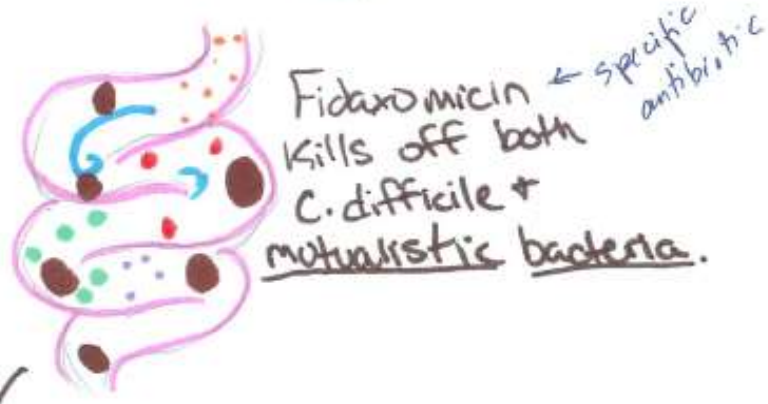 Fidaxomicin ← specific
antibiotic
Kills off both
C. difficile +
mutualistic bacteria.